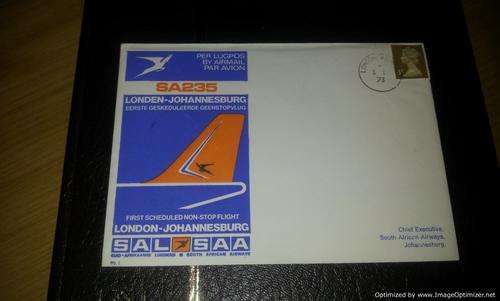 PER LUGPOS
BY AIRMAIL
PAR AVION
SA235
LONDEN-JOHANNESBURG
EERSTE GESKEDULEERDE DEENSTOPVLUG
FIRST SCHEDULED NON-STOP FLIGHT
LONDON-JOHANNESBURG
SAL SAA
SUID-AFRIKAANSE LUGDIENS SOUTH AFRICAN AIRWAYS
Chief Executive,
South African Airways,
Johannesburg.
Optimized by www.ImageOptimizer.net